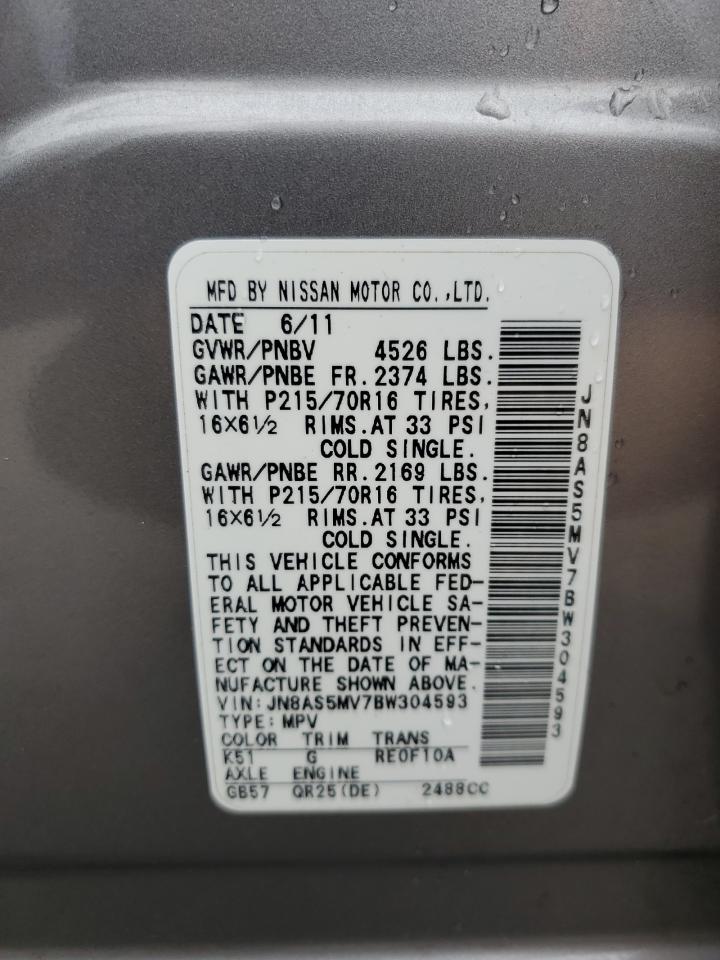 MFD BY NISSAN MOTOR CO.,LTD.
DATE 6/11
GVWR/PNBV 4526 LBS.
GAWR/PNBE FR.2374 LBS.
WITH P215/70R16 TIRES,
16×6½ RIMS.AT 33 PSI
COLD SINGLE.
GAWR/PNBE RR.2169 LBS.
WITH P215/70R16 TIRES,
16×6½ RIMS.AT 33 PSI
COLD SINGLE.
THIS VEHICLE CONFORMS
TO ALL APPLICABLE FED-
ERAL MOTOR VEHICLE SA-
FETY AND THEFT PREVEN-
TION STANDARDS IN EFF-
ECT ON THE DATE OF MA-
NUFACTURE SHOWN ABOVE.
VIN:JN8AS5MV7BW304593
TYPE:MPV
COLOR TRIM TRANS
K51 G RE0F10A
AXLE ENGINE
GB57 QR25(DE) 2488CC
JN8AS5MV7BW304593